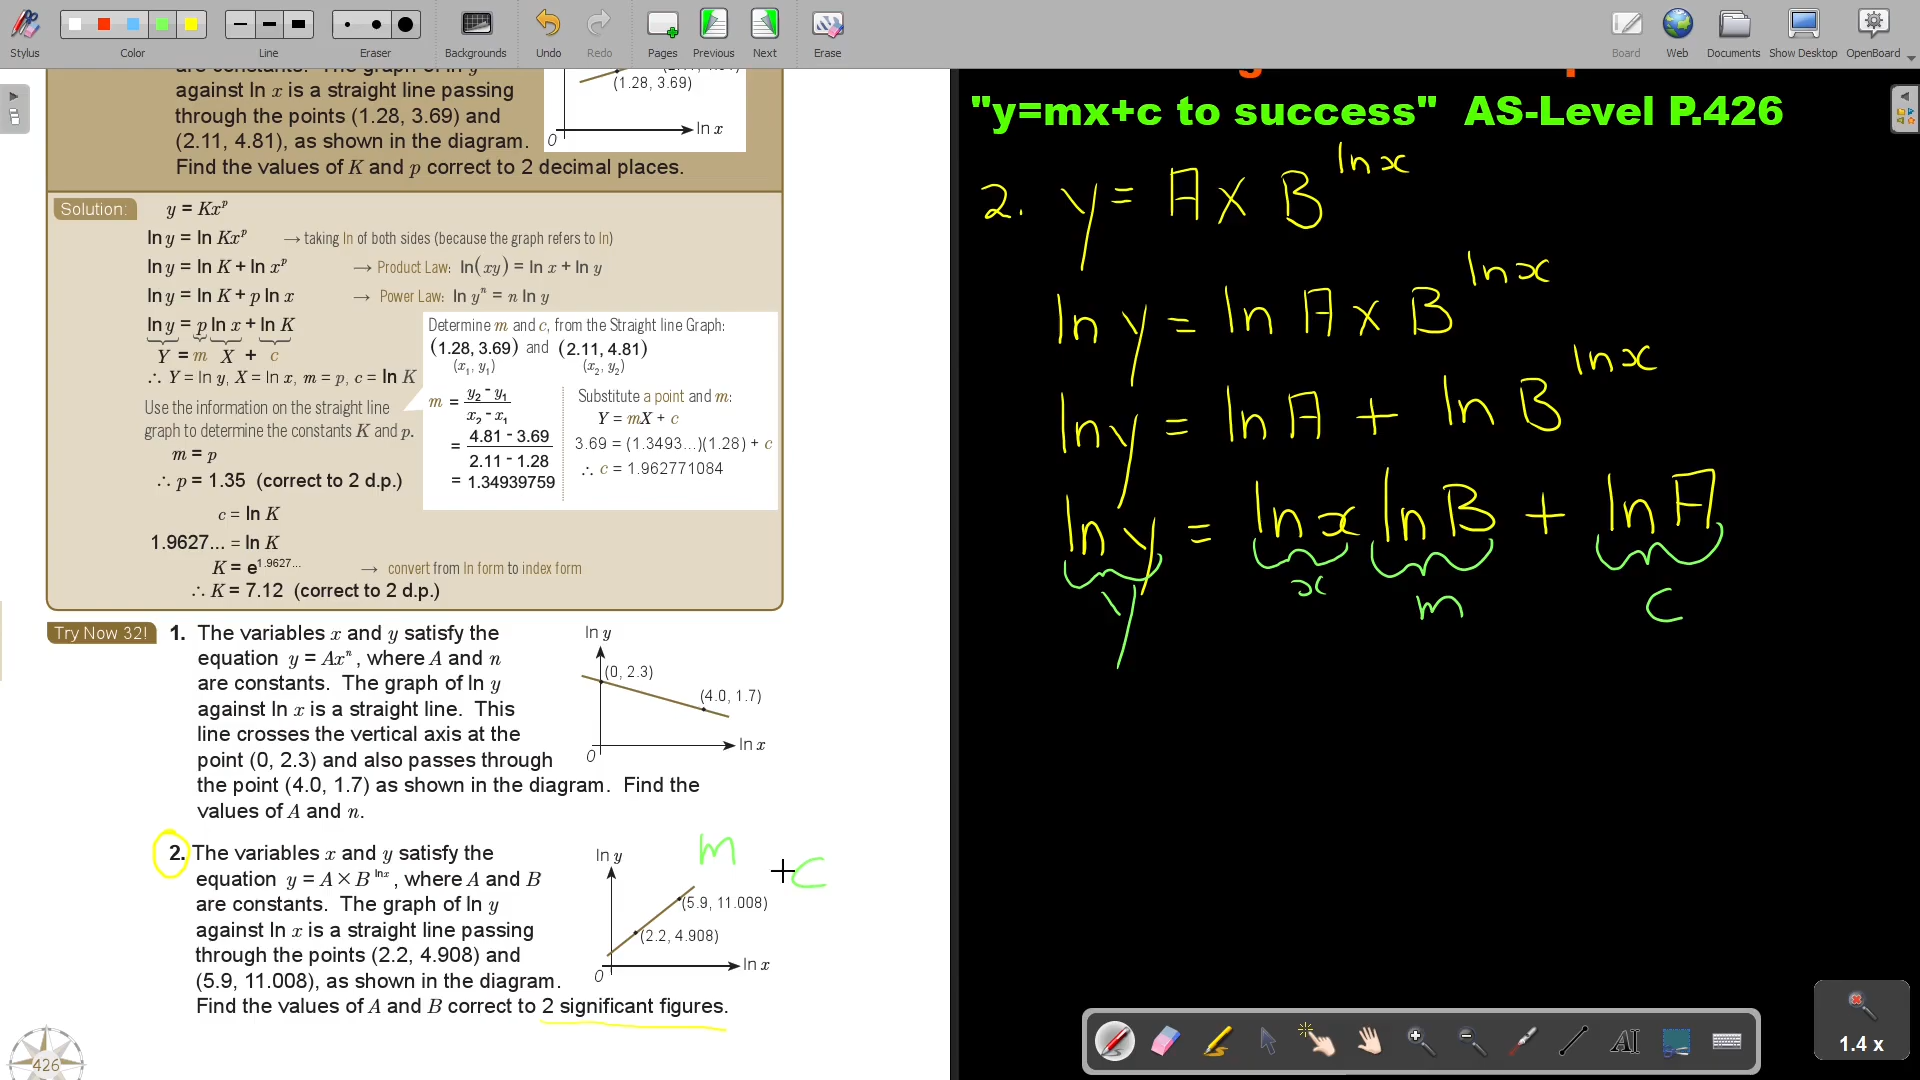 Stylus
Color
Line
Eraser
Backgrounds
Undo
Redo
Pages
Previous
Next
Erase
Board
Web
Documents
Show Desktop
OpenBoard
against ln x is a straight line passing
through the points (1.28, 3.69) and
(2.11, 4.81), as shown in the diagram.
Find the values of K and p correct to 2 decimal places.
(1.28, 3.69)
ln x
0
Solution:
y = Kx^p
ln y = ln Kx^p → taking ln of both sides (because the graph refers to ln)
ln y = ln K + ln x^p → Product Law: ln(xy) = ln x + ln y
ln y = ln K + p ln x → Power Law: ln y^n = n ln y
ln y = p ln x + ln K
Y = m X + c
∴ Y = ln y, X = ln x, m = p, c = ln K
Use the information on the straight line
graph to determine the constants K and p.
m = p
∴ p = 1.35 (correct to 2 d.p.)
c = ln K
1.9627... = ln K
K = e^1.9627... → convert from ln form to index form
∴ K = 7.12 (correct to 2 d.p.)
Determine m and c, from the Straight line Graph:
(1.28, 3.69) and (2.11, 4.81)
(x₁, y₁) (x₂, y₂)
m = y₂ - y₁
x₂ - x₁
= 4.81 - 3.69
2.11 - 1.28
= 1.34939759
Substitute a point and m:
Y = mX + c
3.69 = (1.3493...)(1.28) + c
∴ c = 1.962771084
Try Now 32!
1. The variables x and y satisfy the
equation y = Ax^n, where A and n
are constants. The graph of ln y
against ln x is a straight line. This
line crosses the vertical axis at the
point (0, 2.3) and also passes through
the point (4.0, 1.7) as shown in the diagram. Find the
values of A and n.
ln y
(0, 2.3)
(4.0, 1.7)
ln x
0
2. The variables x and y satisfy the
equation y = A × B^ln x, where A and B
are constants. The graph of ln y
against ln x is a straight line passing
through the points (2.2, 4.908) and
(5.9, 11.008), as shown in the diagram.
Find the values of A and B correct to 2 significant figures.
ln y
m
c
(5.9, 11.008)
(2.2, 4.908)
ln x
0
426
"y=mx+c to success" AS-Level P.426
2. y = A × B^ln x
ln y = ln A × B^ln x
ln y = ln A + ln B^ln x
ln y = ln x ln B + ln A
y x m c
1.4 x